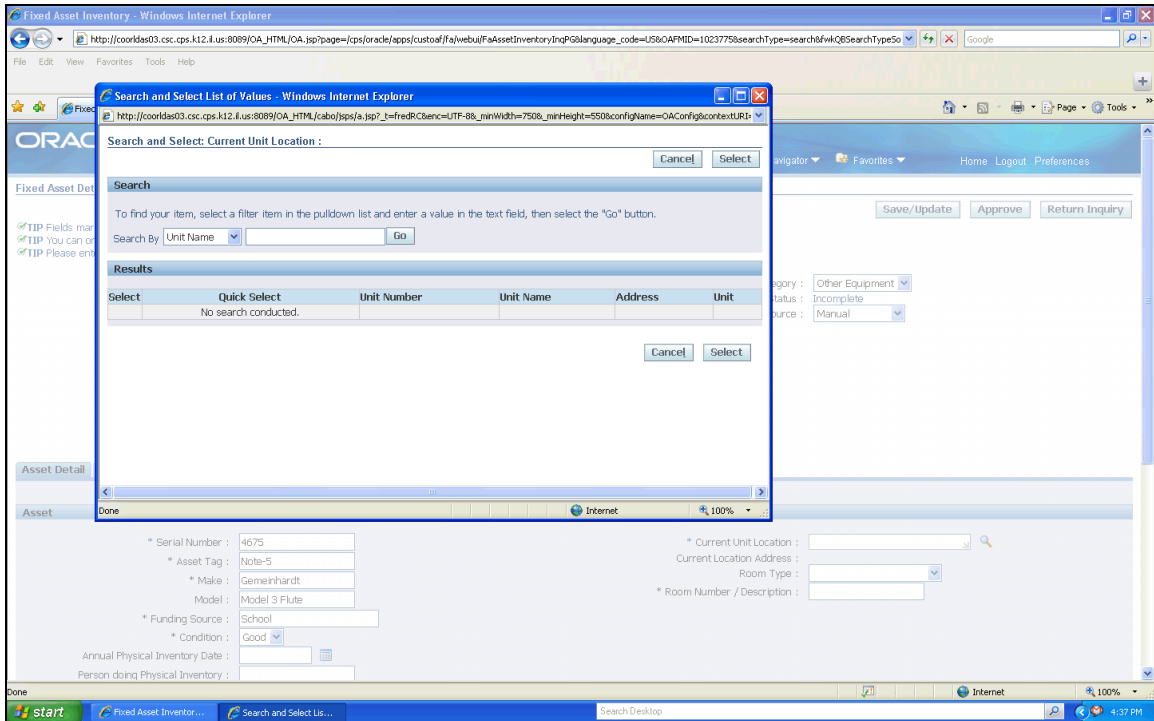 Fixed Asset Inventory - Windows Internet Explorer
http://coorldas03.csc.cps.k12.il.us:8089/OA_HTML/OA.jsp?page=/cps/oracle/apps/custoaf/fa/webui/FaAssetInventoryInqPG&language_code=US&OAFMID=1023775&searchType=search&fwkQBSearchTypeSo
Google
File Edit View Favorites Tools Help
Fixed
Page Tools
Search and Select List of Values - Windows Internet Explorer
http://coorldas03.csc.cps.k12.il.us:8089/OA_HTML/cabo/jsps/a.jsp?_t=fredRC&enc=UTF-8&_minWidth=750&_minHeight=550&configName=OAConfig&contextURI=
ORAC
avigator Favorites Home Logout Preferences
Search and Select: Current Unit Location :
Cancel Select
Fixed Asset Det
Save/Update Approve Return Inquiry
Search
To find your item, select a filter item in the pulldown list and enter a value in the text field, then select the "Go" button.
Search By Unit Name Go
TIP Fields mar
TIP You can or
TIP Please ent
Results
Select Quick Select Unit Number Unit Name Address Unit
No search conducted.
Cancel Select
egory : Other Equipment
tatus : Incomplete
ource : Manual
Done Internet 100%
Asset Detail
Asset
* Serial Number : 4675
* Asset Tag : Note-5
* Make : Gemeinhardt
Model : Model 3 Flute
* Funding Source : School
* Condition : Good
Annual Physical Inventory Date :
Person doing Physical Inventory :
* Current Unit Location :
Current Location Address :
Room Type :
* Room Number / Description :
Done Internet 100%
start Fixed Asset Inventor... Search and Select Lis... Search Desktop 4:37 PM